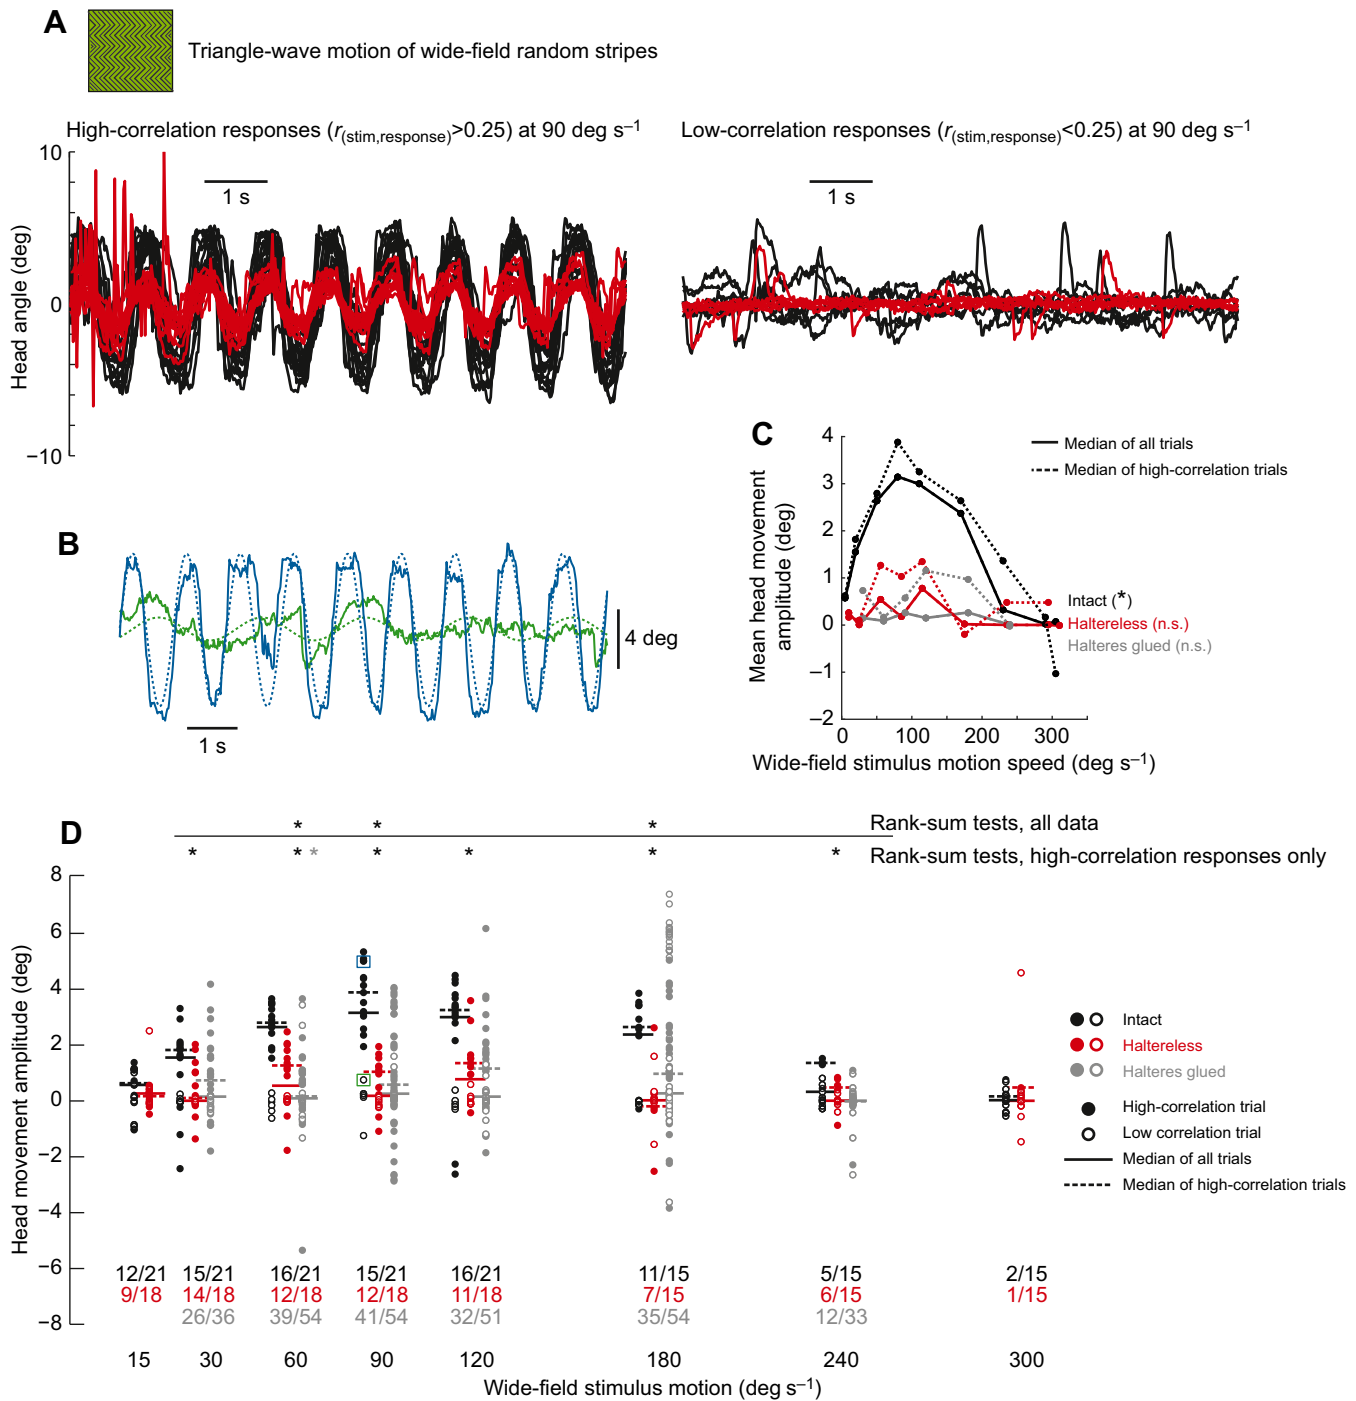 A
Triangle-wave motion of wide-field random stripes
High-correlation responses (r(stim,response)>0.25) at 90 deg s–1
Low-correlation responses (r(stim,response)<0.25) at 90 deg s–1
10
0
−10
Head angle (deg)
1 s
1 s
B
4 deg
1 s
C
4
3
2
1
0
−1
−2
Mean head movement
amplitude (deg)
Median of all trials
Median of high-correlation trials
Intact (*)
Haltereless (n.s.)
Halteres glued (n.s.)
0 100 200 300
Wide-field stimulus motion speed (deg s–1)
D
* * * Rank-sum tests, all data
* * * * * * * Rank-sum tests, high-correlation responses only
8
6
4
2
0
−2
−4
−6
−8
Head movement amplitude (deg)
Intact
Haltereless
Halteres glued
High-correlation trial
Low correlation trial
Median of all trials
Median of high-correlation trials
12/21 15/21 16/21 15/21 16/21 11/15 5/15 2/15
9/18 14/18 12/18 12/18 11/18 7/15 6/15 1/15
26/36 39/54 41/54 32/51 35/54 12/33
15 30 60 90 120 180 240 300
Wide-field stimulus motion (deg s–1)